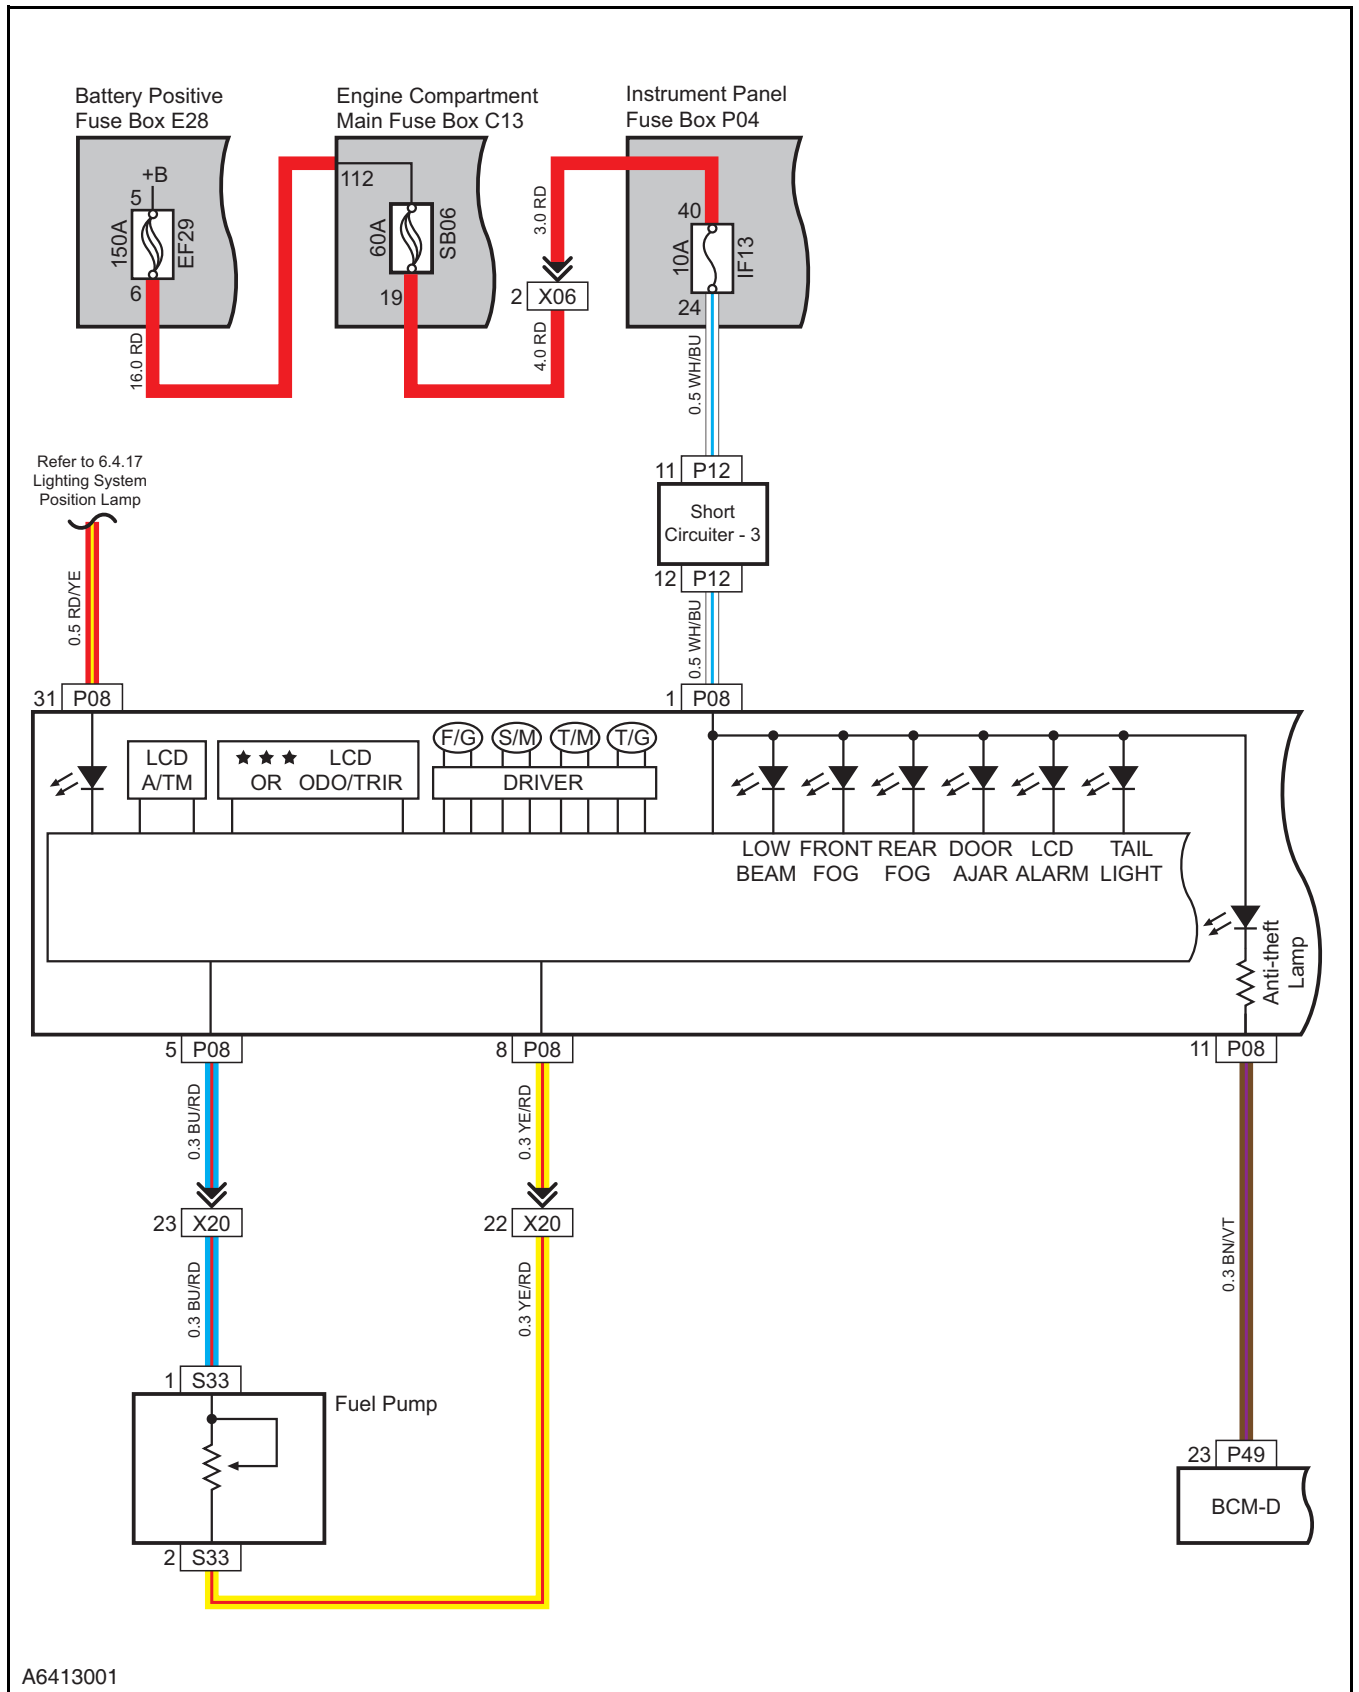 Battery Positive
Fuse Box E28
Engine Compartment
Main Fuse Box C13
Instrument Panel
Fuse Box P04
+B
5
150A
EF29
6
16.0 RD
112
60A
SB06
19
3.0 RD
2 X06
4.0 RD
40
10A
IF13
24
0.5 WH/BU
11 P12
Short
Circuiter - 3
12 P12
0.5 WH/BU
Refer to 6.4.17
Lighting System
Position Lamp
0.5 RD/YE
31 P08
1 P08
LCD
A/TM
★ ★ ★ LCD
OR ODO/TRIR
F/G S/M T/M T/G
DRIVER
LOW
BEAM
FRONT
FOG
REAR
FOG
DOOR
AJAR
LCD
ALARM
TAIL
LIGHT
Anti-theft
Lamp
5 P08
8 P08
11 P08
0.3 BU/RD
0.3 YE/RD
23 X20
22 X20
0.3 BU/RD
0.3 YE/RD
0.3 BN/VT
1 S33
Fuel Pump
2 S33
23 P49
BCM-D
A6413001